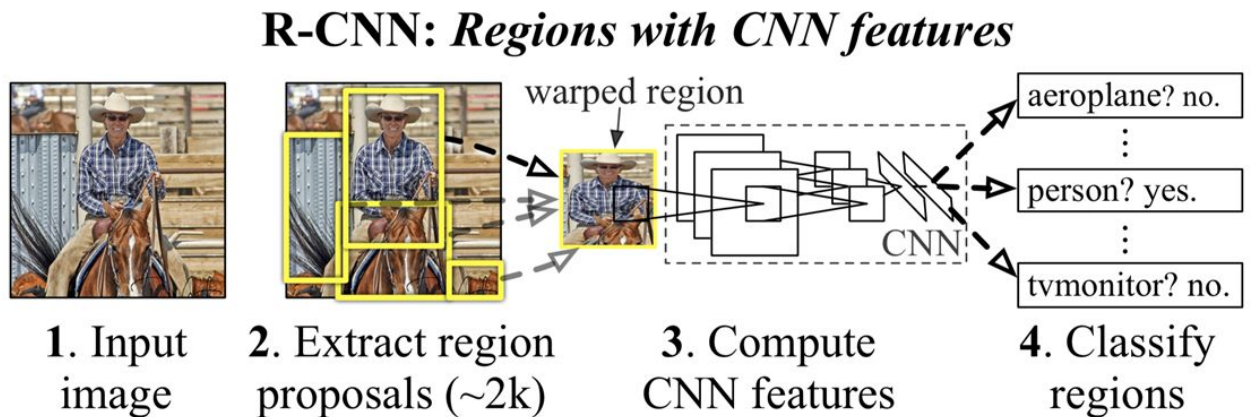 R-CNN: Regions with CNN features
warped region
aeroplane? no.
person? yes.
CNN
tvmonitor? no.
1. Input
image
2. Extract region
proposals (~2k)
3. Compute
CNN features
4. Classify
regions